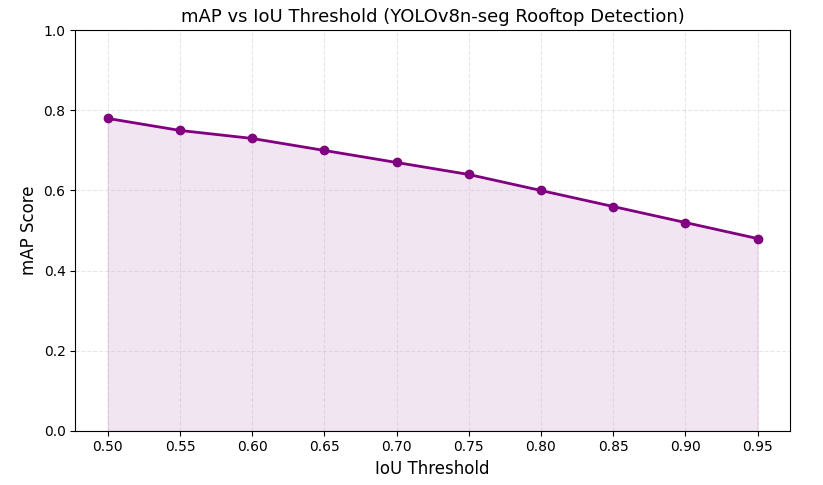 mAP vs IoU Threshold (YOLOv8n-seg Rooftop Detection)
1.0
0.8
0.6
0.4
0.2
0.0
mAP Score
0.50 0.55 0.60 0.65 0.70 0.75 0.80 0.85 0.90 0.95
IoU Threshold